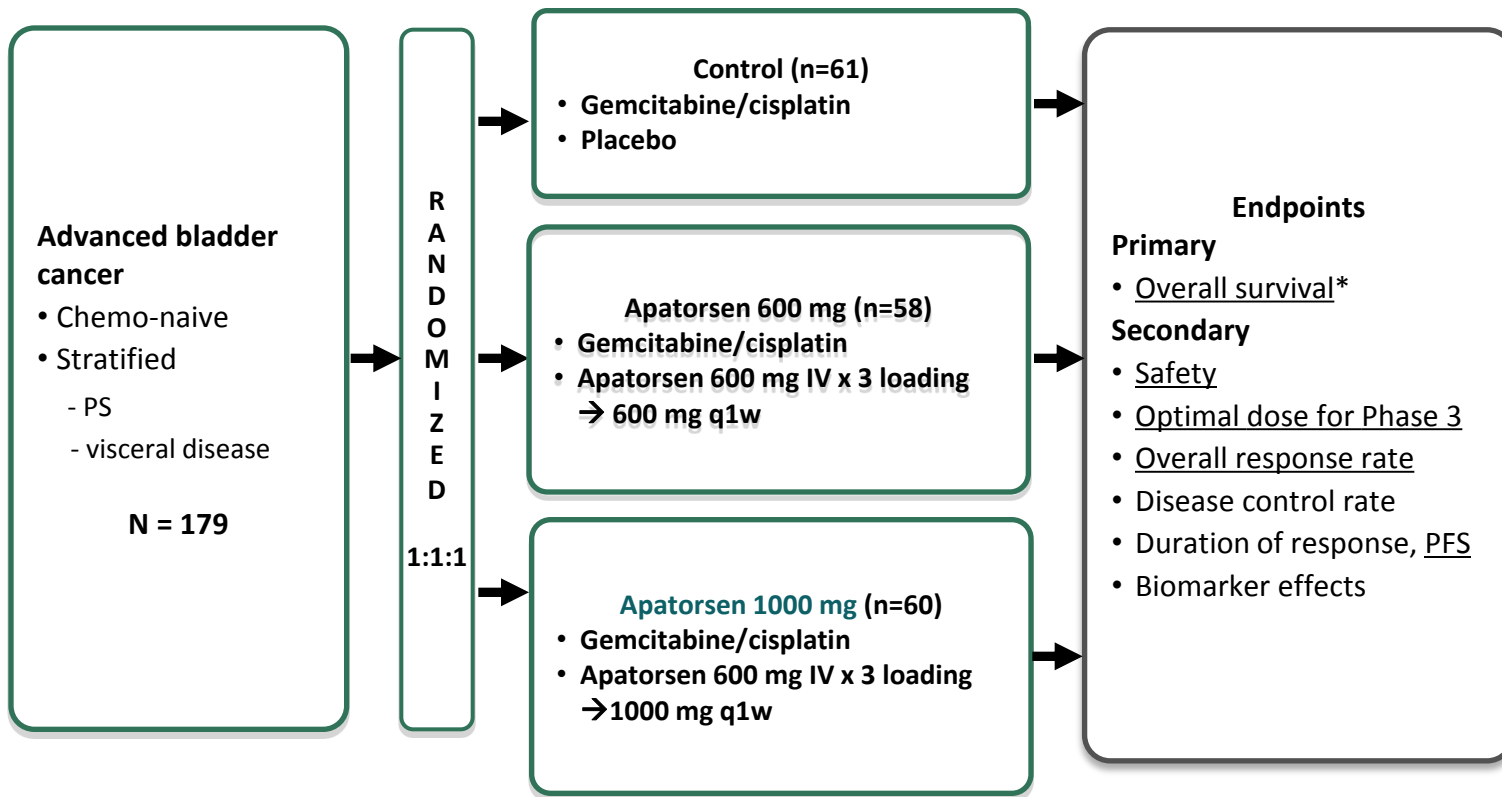 Advanced bladder
cancer
• Chemo-naive
• Stratified
- PS
- visceral disease
N = 179
R
A
N
D
O
M
I
Z
E
D
1:1:1
Control (n=61)
• Gemcitabine/cisplatin
• Placebo
Apatorsen 600 mg (n=58)
• Gemcitabine/cisplatin
• Apatorsen 600 mg IV x 3 loading
→ 600 mg q1w
Apatorsen 1000 mg (n=60)
• Gemcitabine/cisplatin
• Apatorsen 600 mg IV x 3 loading
→1000 mg q1w
Endpoints
Primary
• Overall survival*
Secondary
• Safety
• Optimal dose for Phase 3
• Overall response rate
• Disease control rate
• Duration of response, PFS
• Biomarker effects